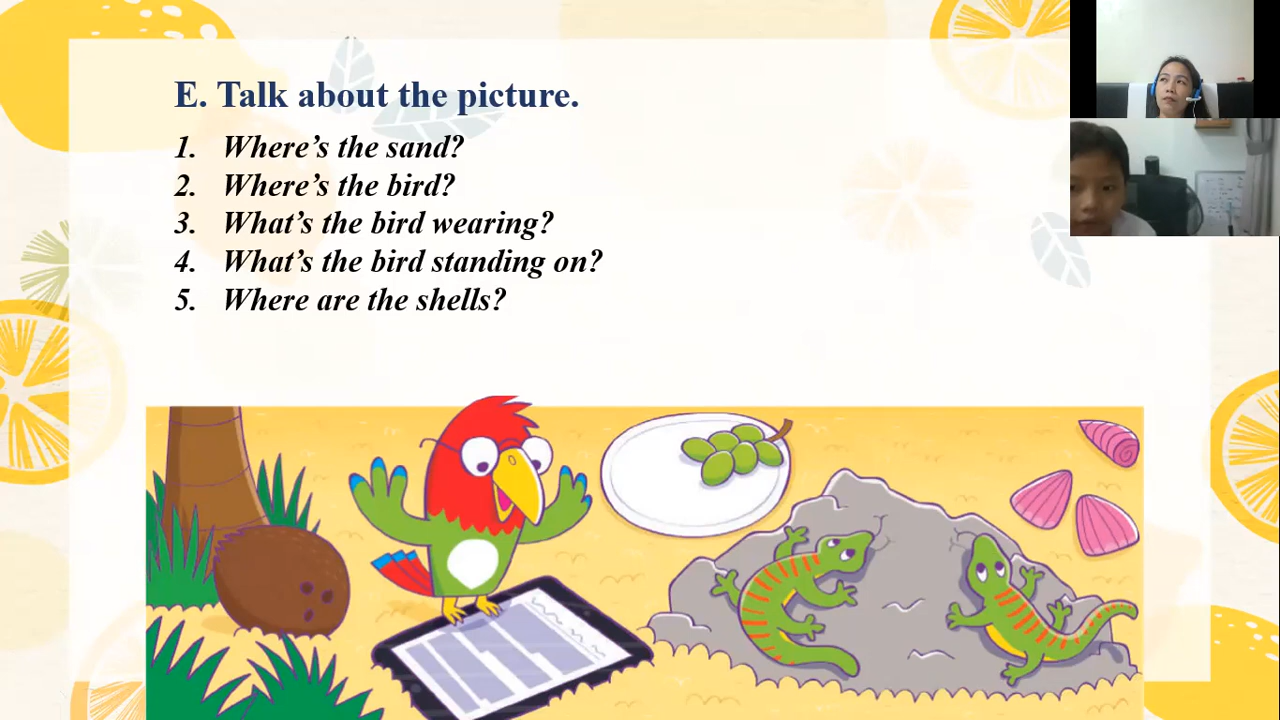 E. Talk about the picture.
1. Where’s the sand?
2. Where’s the bird?
3. What’s the bird wearing?
4. What’s the bird standing on?
5. Where are the shells?